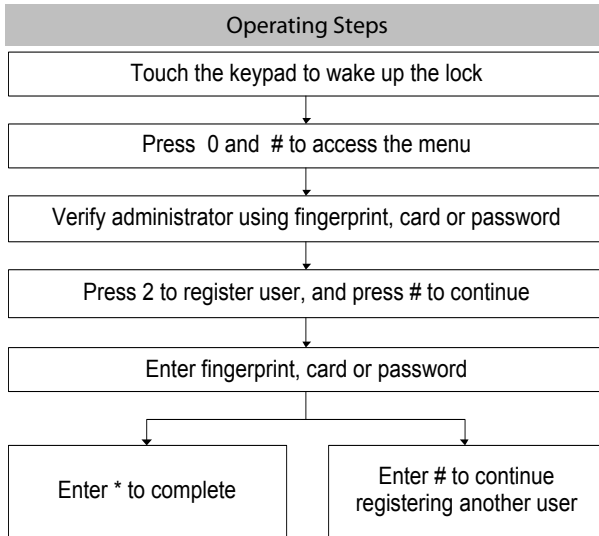 Operating Steps
Touch the keypad to wake up the lock
Press 0 and # to access the menu
Verify administrator using fingerprint, card or password
Press 2 to register user, and press # to continue
Enter fingerprint, card or password
Enter * to complete
Enter # to continue
registering another user